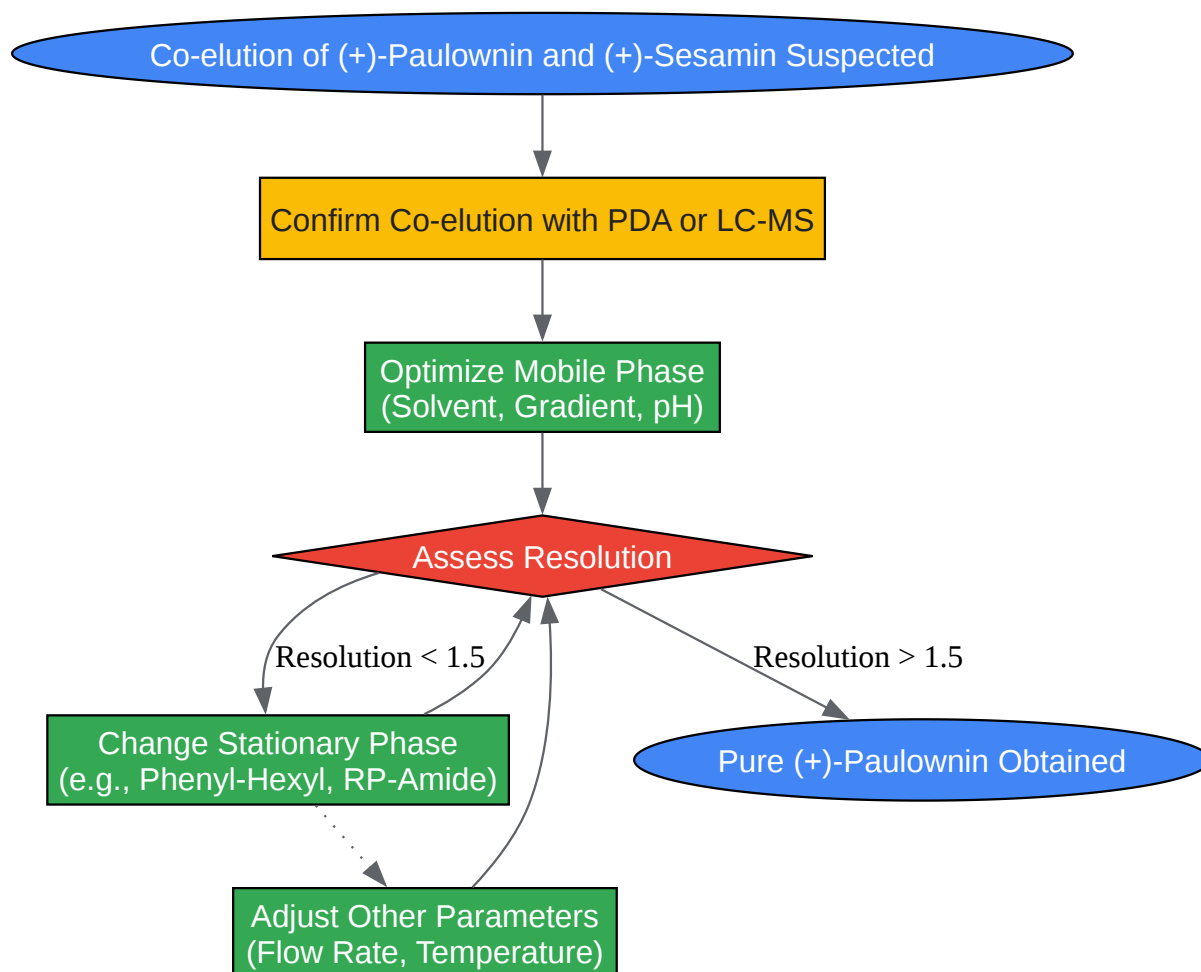 Co-elution of (+)-Paulownin and (+)-Sesamin Suspected
Confirm Co-elution with PDA or LC-MS
Optimize Mobile Phase
(Solvent, Gradient, pH)
Assess Resolution
Resolution < 1.5
Resolution > 1.5
Change Stationary Phase
(e.g., Phenyl-Hexyl, RP-Amide)
Pure (+)-Paulownin Obtained
Adjust Other Parameters
(Flow Rate, Temperature)